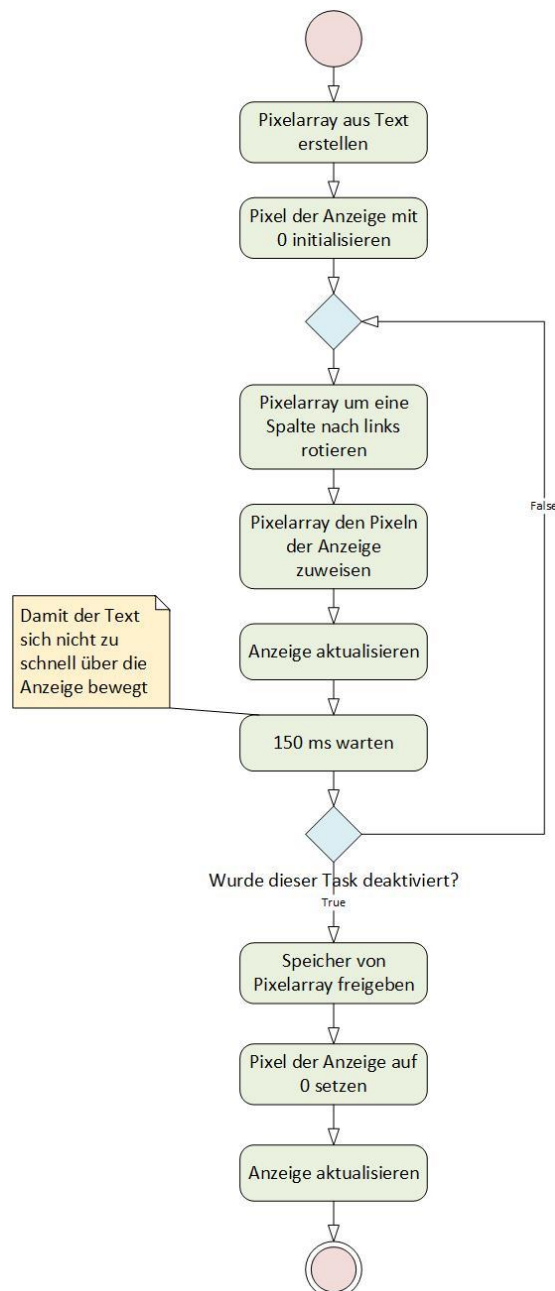 Pixelarray aus Text
erstellen
Pixel der Anzeige mit
0 initialisieren
Pixelarray um eine
Spalte nach links
rotieren
False
Pixelarray den Pixeln
der Anzeige
zuweisen
Damit der Text
sich nicht zu
schnell über die
Anzeige bewegt
Anzeige aktualisieren
150 ms warten
Wurde dieser Task deaktiviert?
True
Speicher von
Pixelarray freigeben
Pixel der Anzeige auf
0 setzen
Anzeige aktualisieren